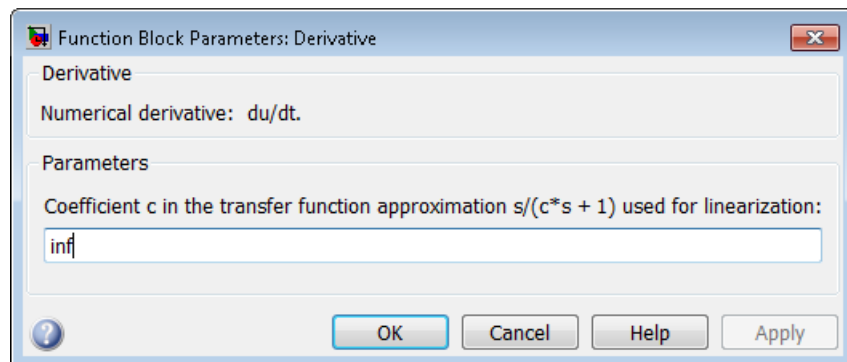 Function Block Parameters: Derivative
Derivative
Numerical derivative: du/dt.
Parameters
Coefficient c in the transfer function approximation s/(c*s + 1) used for linearization:
inf
OK Cancel Help Apply